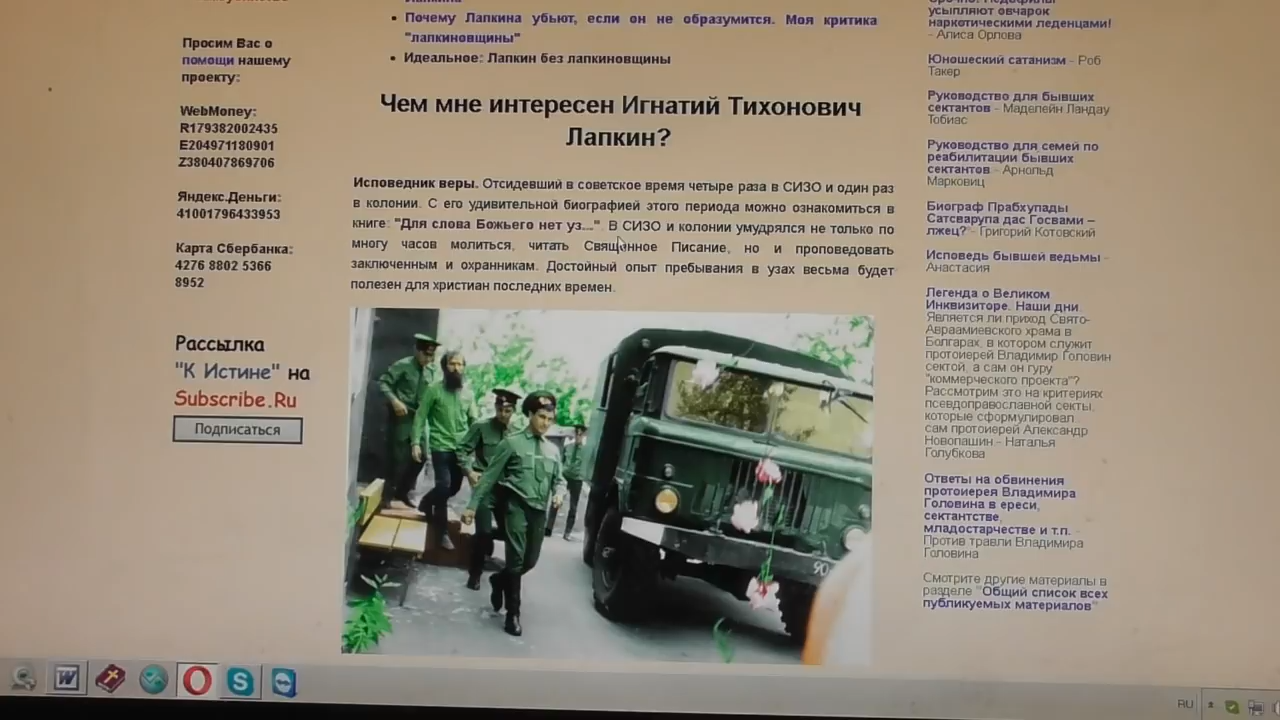 Почему Лапкина убьют, если он не образумится. Моя критика
"лапкиновщины"
Идеальное: Лапкин без лапкиновщины
Чем мне интересен Игнатий Тихонович
Лапкин?
Исповедник веры. Отсидевший в советское время четыре раза в СИЗО и один раз
в колонии. С его удивительной биографией этого периода можно ознакомиться в
книге: "Для слова Божьего нет уз...". В СИЗО и колонии умудрялся не только по
многу часов молиться, читать Священное Писание, но и проповедовать
заключенным и охранникам. Достойный опыт пребывания в узах весьма будет
полезен для христиан последних времен.
Просим Вас о
помощи нашему
проекту:
WebMoney:
R179382002435
E204971180901
Z380407869706
Яндекс.Деньги:
41001796433953
Карта Сбербанка:
4276 8802 5366
8952
Рассылка
"К Истине" на
Subscribe.Ru
Подписаться
усыпляют овчарок
наркотическими леденцами!
- Алиса Орлова
Юношеский сатанизм - Роб
Такер
Руководство для бывших
сектантов - Маделейн Ландау
Тобиас
Руководство для семей по
реабилитации бывших
сектантов - Арнольд
Марковиц
Биограф Прабхупады
Сатсварупа дас Госвами –
лжец? - Григорий Котовский
Исповедь бывшей ведьмы -
Анастасия
Легенда о Великом
Инквизиторе. Наши дни.
Является ли приход Свято-
Авраамиевского храма в
Болгарах, в котором служит
протоиерей Владимир Головин
сектой, а сам он гуру
"коммерческого проекта"?
Рассмотрим это на критериях
псевдоправославной секты,
которые сформулировал
сам протоиерей Александр
Новопашин - Наталья
Голубкова
Ответы на обвинения
протоиерея Владимира
Головина в ереси,
сектантстве,
младостарчестве и т.п. -
Против травли Владимира
Головина
Смотрите другие материалы в
разделе "Общий список всех
публикуемых материалов"
90
W
S
RU